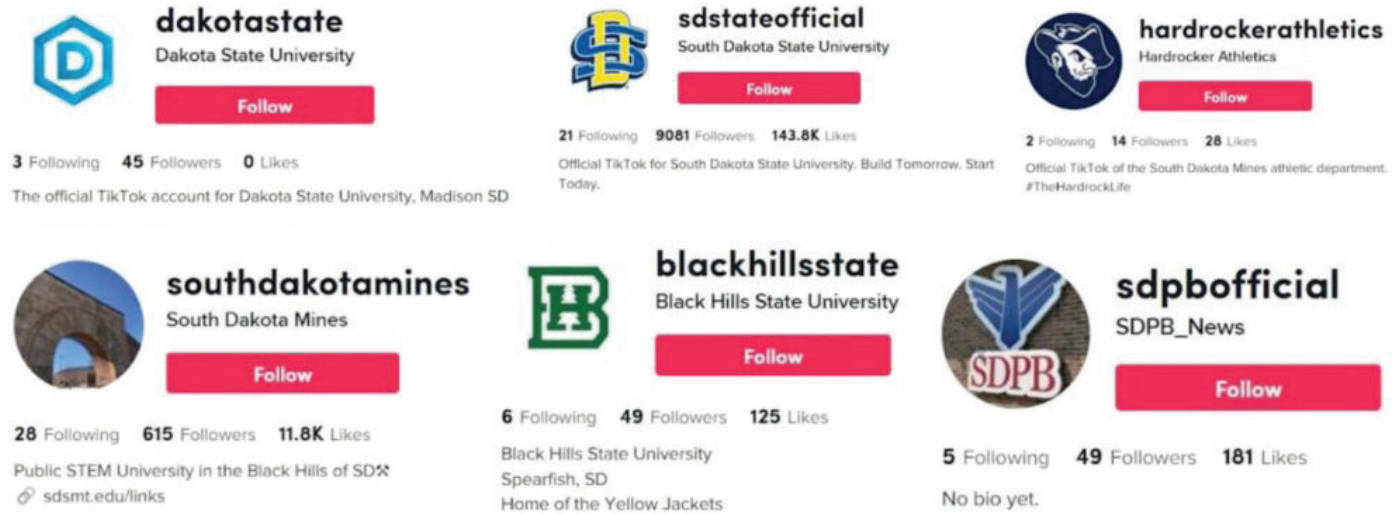 D
dakotastate
Dakota State University
Follow
3 Following 45 Followers 0 Likes
The official TikTok account for Dakota State University, Madison SD
SD
sdstateofficial
South Dakota State University
Follow
21 Following 9081 Followers 143.8K Likes
Official TikTok for South Dakota State University. Build Tomorrow. Start
Today.
hardrockerathletics
Hardrocker Athletics
Follow
2 Following 14 Followers 28 Likes
Official TikTok of the South Dakota Mines athletic department.
#TheHardrockLife
southdakotamines
South Dakota Mines
Follow
28 Following 615 Followers 11.8K Likes
Public STEM University in the Black Hills of SD⚒
sdsmt.edu/links
BH
blackhillsstate
Black Hills State University
Follow
6 Following 49 Followers 125 Likes
Black Hills State University
Spearfish, SD
Home of the Yellow Jackets
SDPB
sdpbofficial
SDPB_News
Follow
5 Following 49 Followers 181 Likes
No bio yet.